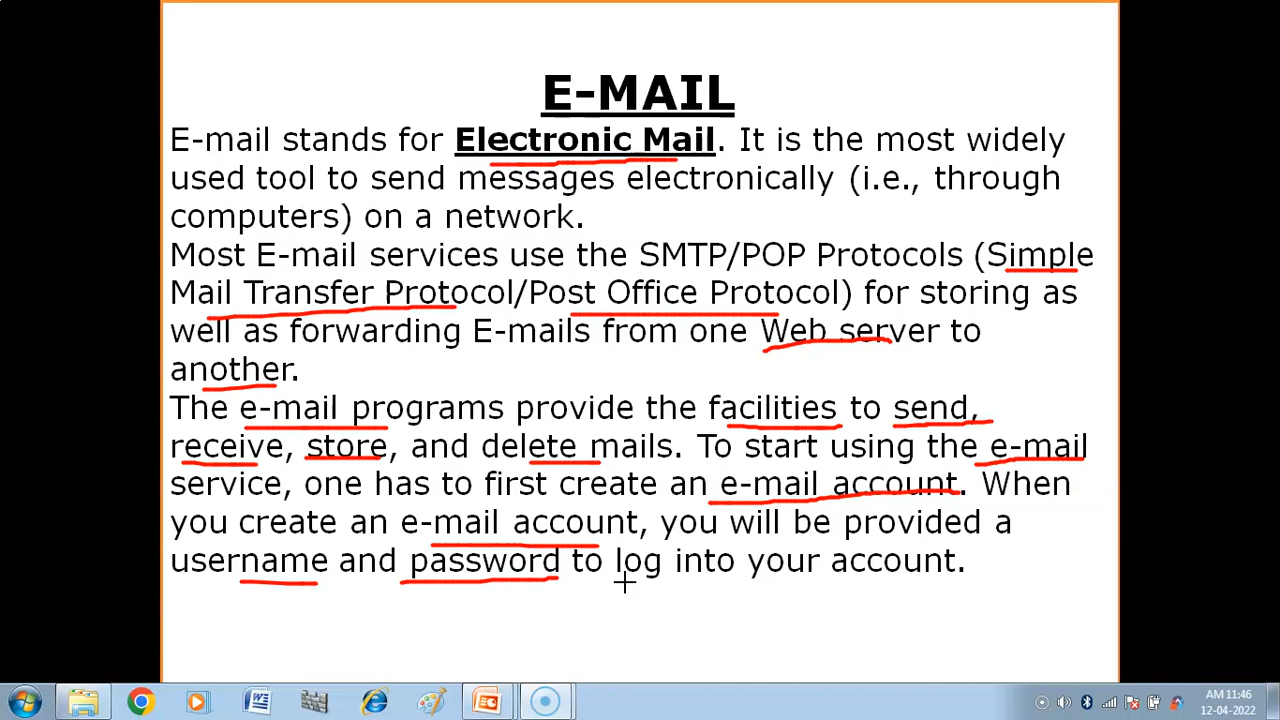 E-MAIL
E-mail stands for Electronic Mail. It is the most widely
used tool to send messages electronically (i.e., through
computers) on a network.
Most E-mail services use the SMTP/POP Protocols (Simple
Mail Transfer Protocol/Post Office Protocol) for storing as
well as forwarding E-mails from one Web server to
another.
The e-mail programs provide the facilities to send,
receive, store, and delete mails. To start using the e-mail
service, one has to first create an e-mail account. When
you create an e-mail account, you will be provided a
username and password to log into your account.
AM 11:46
12-04-2022